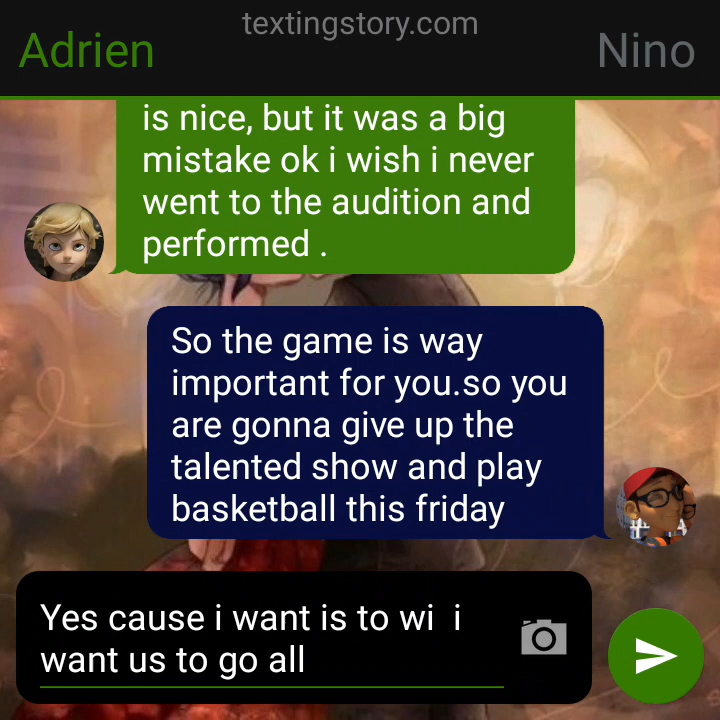 textingstory.com
Adrien
Nino
is nice, but it was a big
mistake ok i wish i never
went to the audition and
performed .
So the game is way
important for you.so you
are gonna give up the
talented show and play
basketball this friday
Yes cause i want is to wi  i
want us to go all